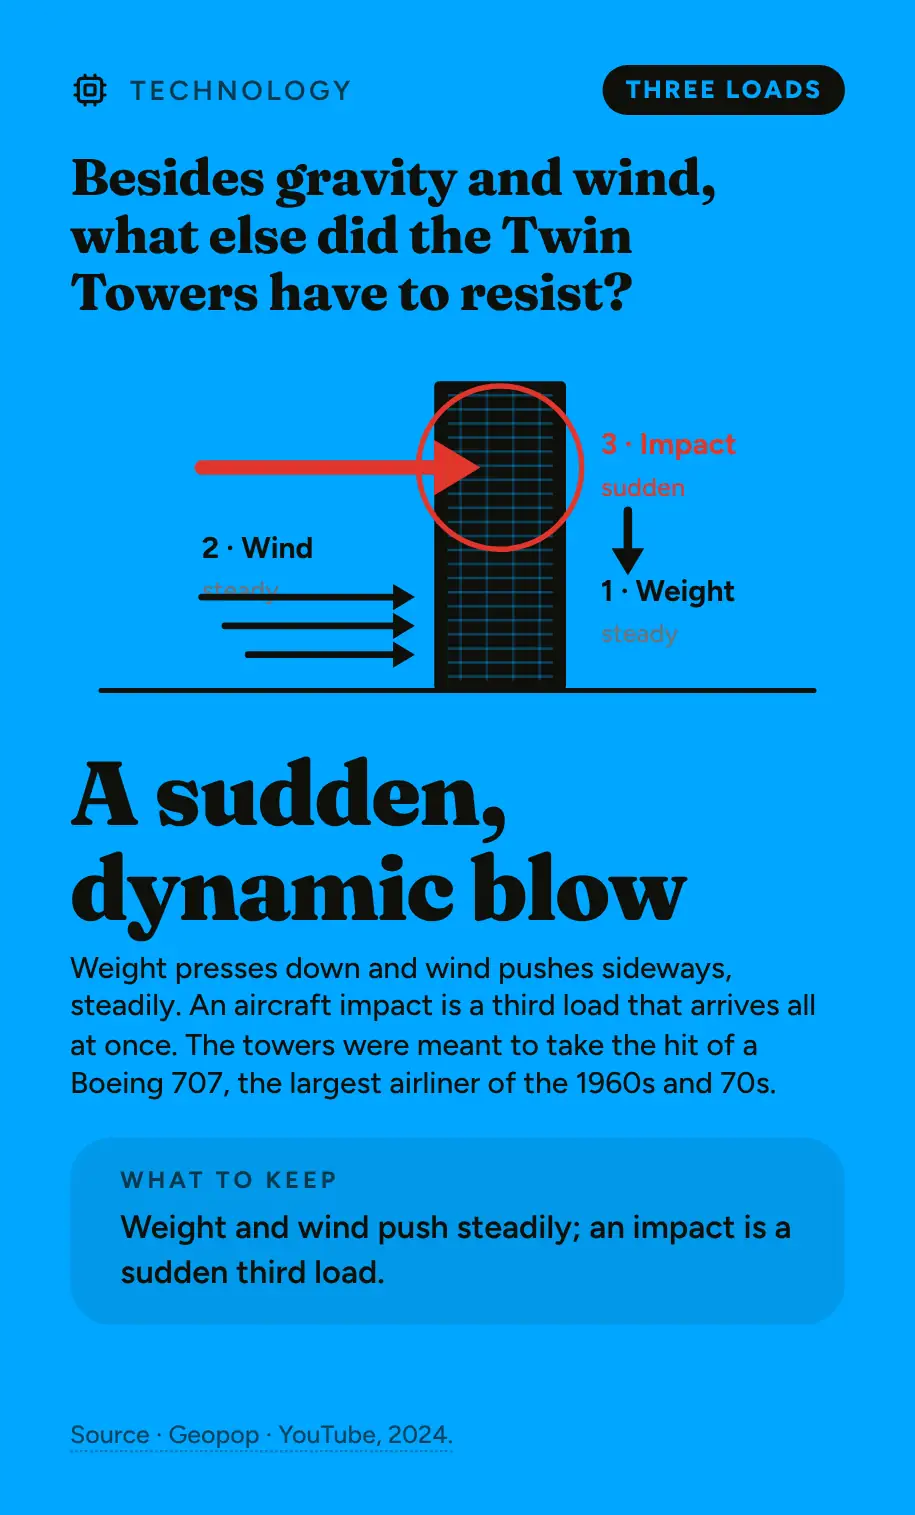 TECHNOLOGY
THREE LOADS
Besides gravity and wind,
what else did the Twin
Towers have to resist?
3 · Impact
sudden
2 · Wind
steady
1 · Weight
steady
A sudden,
dynamic blow
Weight presses down and wind pushes sideways,
steadily. An aircraft impact is a third load that arrives all
at once. The towers were meant to take the hit of a
Boeing 707, the largest airliner of the 1960s and 70s.
WHAT TO KEEP
Weight and wind push steadily; an impact is a
sudden third load.
Source · Geopop · YouTube, 2024.